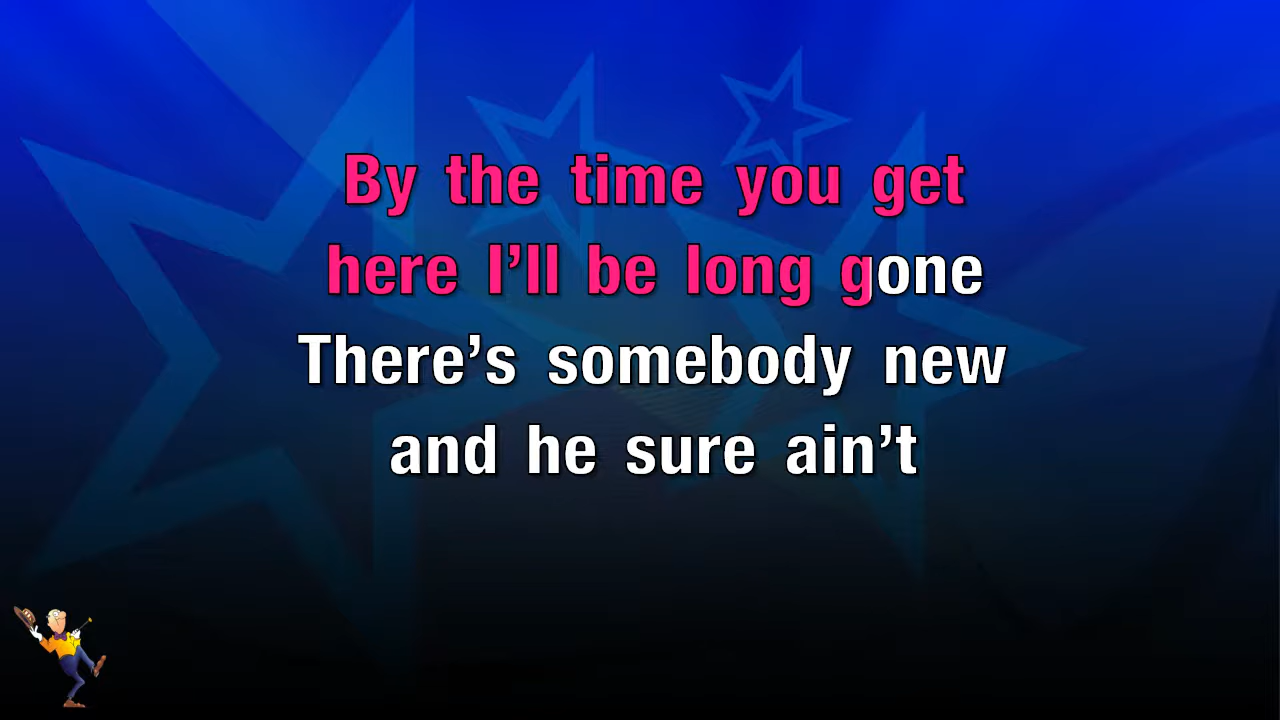 By the time you get
here I’ll be long gone
There’s somebody new
and he sure ain’t